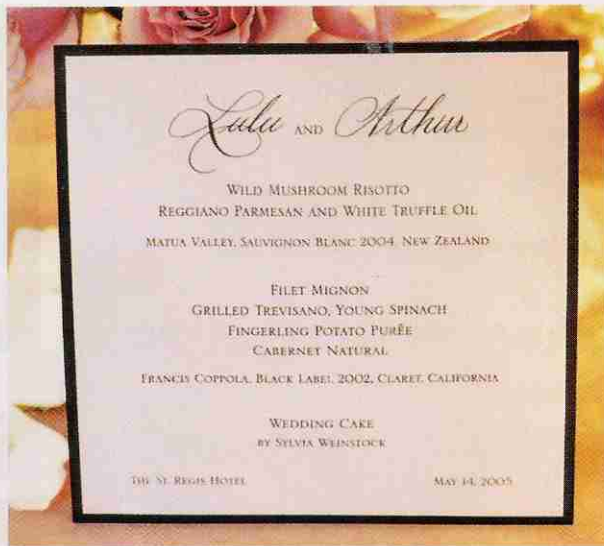 Lulu AND Arthur
WILD MUSHROOM RISOTTO
REGGIANO PARMESAN AND WHITE TRUFFLE OIL
MATUA VALLEY, SAUVIGNON BLANC 2004, NEW ZEALAND
FILET MIGNON
GRILLED TREVISANO, YOUNG SPINACH
FINGERLING POTATO PURÊE
CABERNET NATURAL
FRANCIS COPPOLA, BLACK LABEL, 2002, CLARET, CALIFORNIA
WEDDING CAKE
BY SYLVIA WEINSTOCK
THE ST. REGIS HOTEL MAY 14, 2005